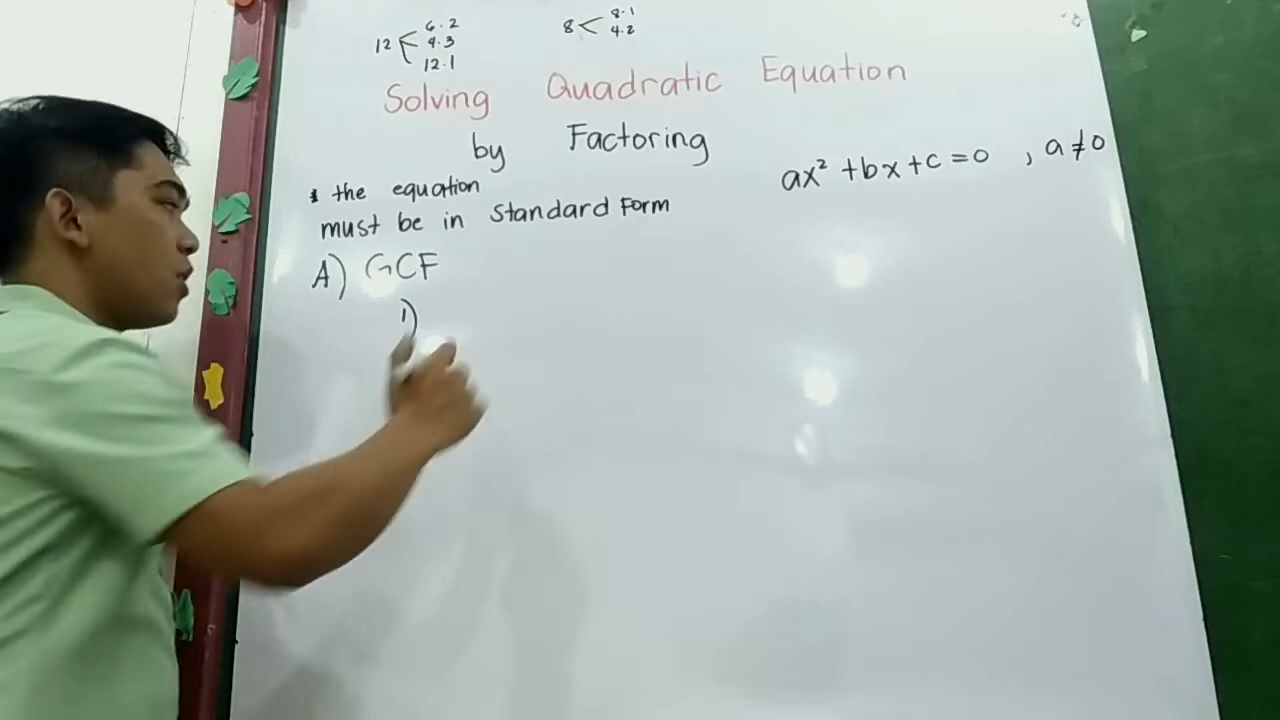 12 < 6·2
4·3
12·1
8 < 8·1
4·2
Solving Quadratic Equation
by Factoring
* the equation
must be in Standard Form
ax² + bx + c = 0 , a ≠ 0
A) GCF
1)